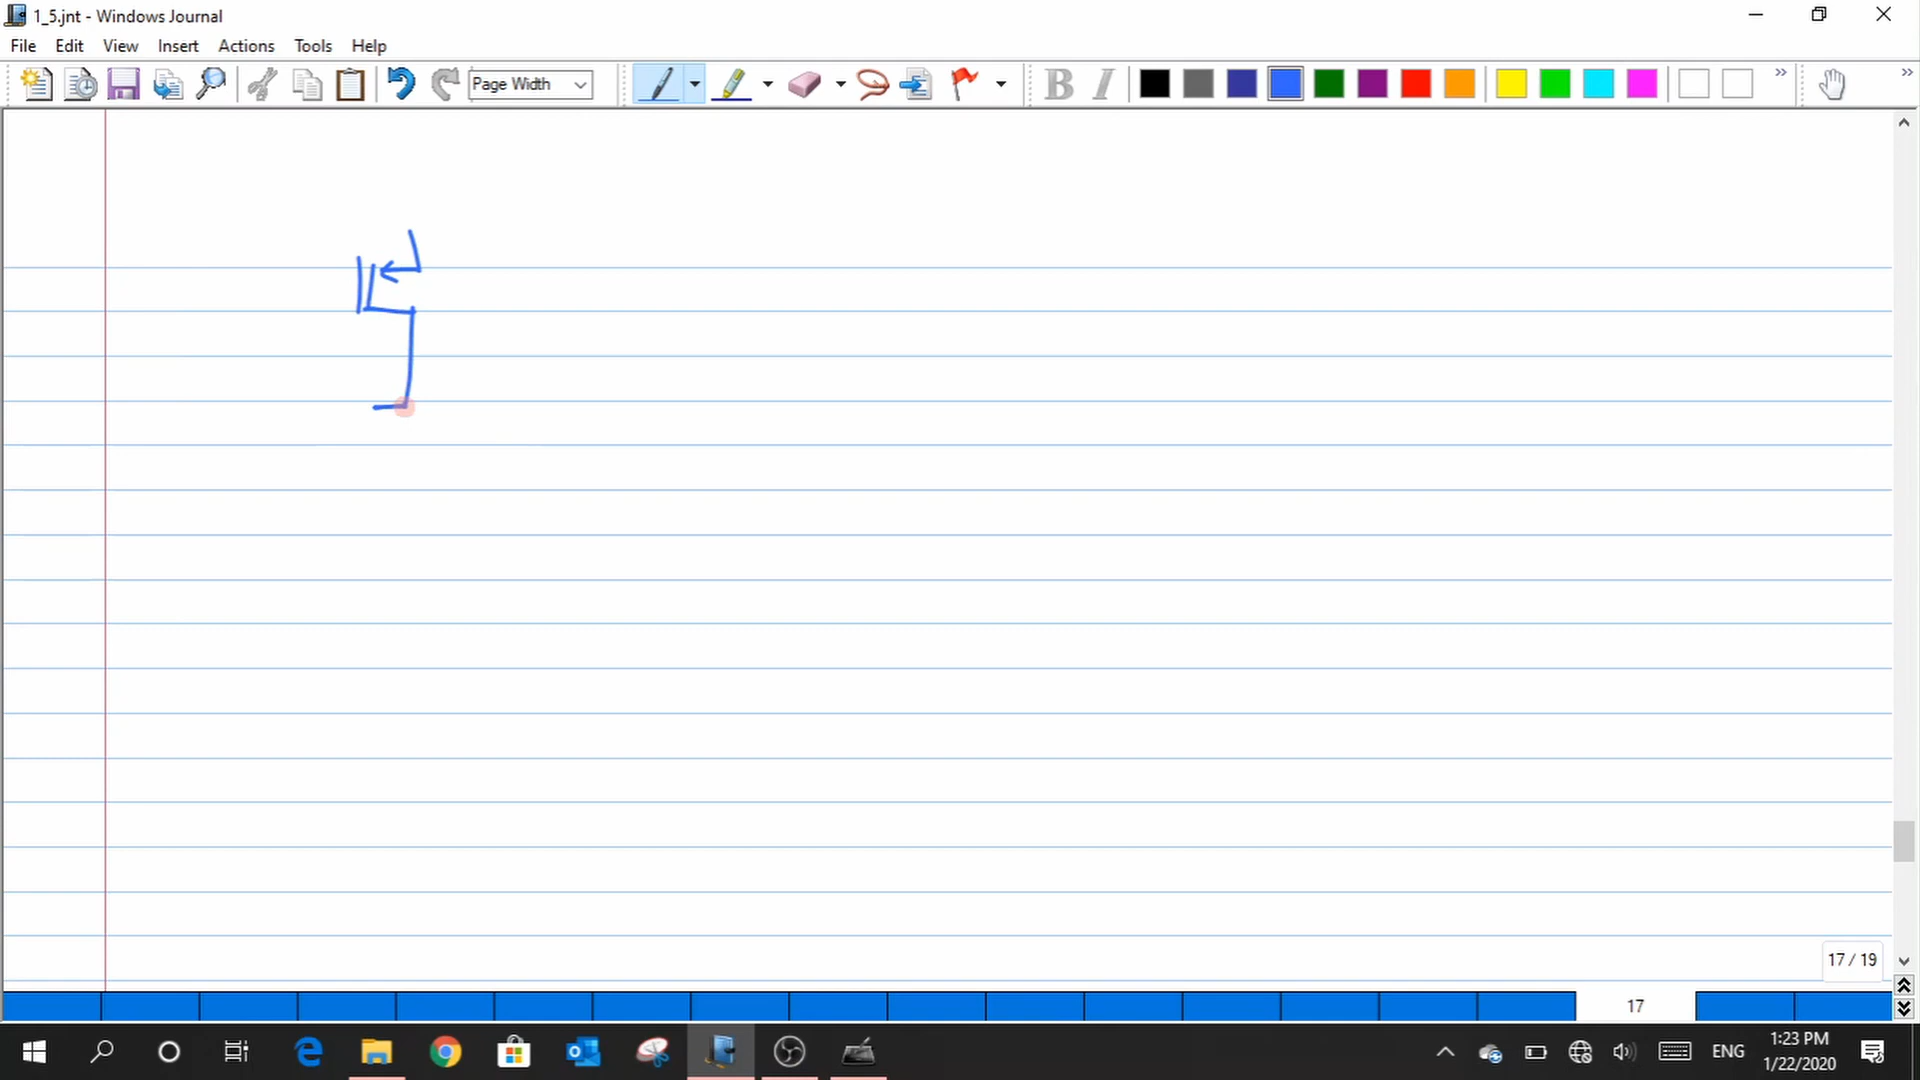 1_5.jnt - Windows Journal
File Edit View Insert Actions Tools Help
Page Width B I
17 / 19
17
ENG 1:23 PM
1/22/2020